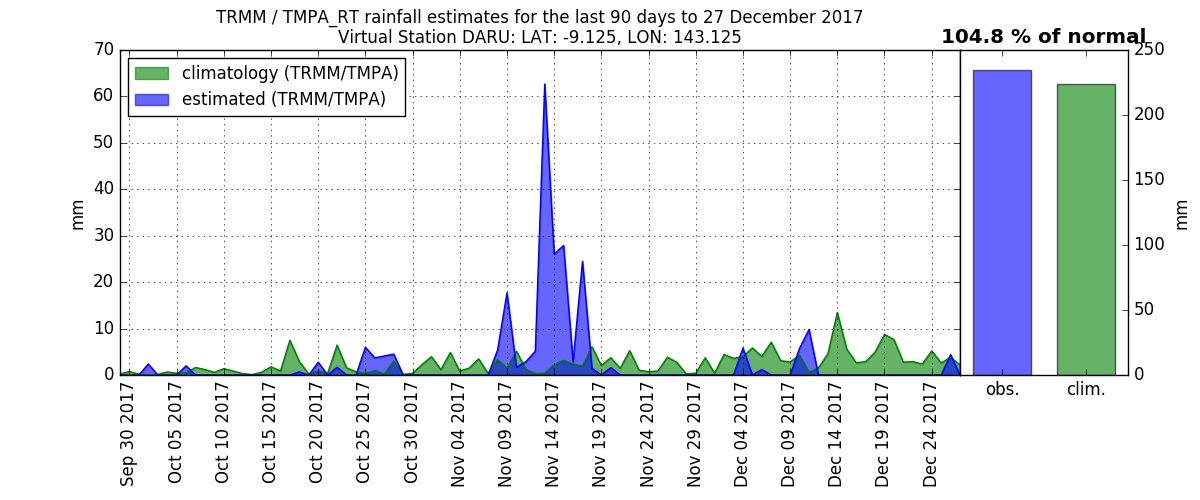 TRMM / TMPA_RT rainfall estimates for the last 90 days to 27 December 2017
Virtual Station DARU: LAT: -9.125, LON: 143.125
104.8 % of normal
climatology (TRMM/TMPA)
estimated (TRMM/TMPA)
70
60
50
40
30
20
10
0
mm
Sep 30 2017
Oct 05 2017
Oct 10 2017
Oct 15 2017
Oct 20 2017
Oct 25 2017
Oct 30 2017
Nov 04 2017
Nov 09 2017
Nov 14 2017
Nov 19 2017
Nov 24 2017
Nov 29 2017
Dec 04 2017
Dec 09 2017
Dec 14 2017
Dec 19 2017
Dec 24 2017
obs.
clim.
250
200
150
100
50
0
mm